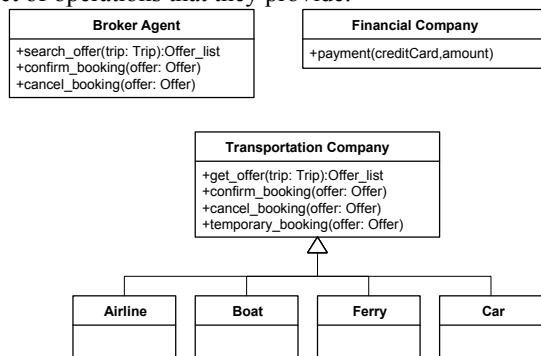 et of operations that they provide.
Broker Agent
+search_offer(trip: Trip):Offer_list
+confirm_booking(offer: Offer)
+cancel_booking(offer: Offer)
Financial Company
+payment(creditCard,amount)
Transportation Company
+get_offer(trip: Trip):Offer_list
+confirm_booking(offer: Offer)
+cancel_booking(offer: Offer)
+temporary_booking(offer: Offer)
Airline
Boat
Ferry
Car